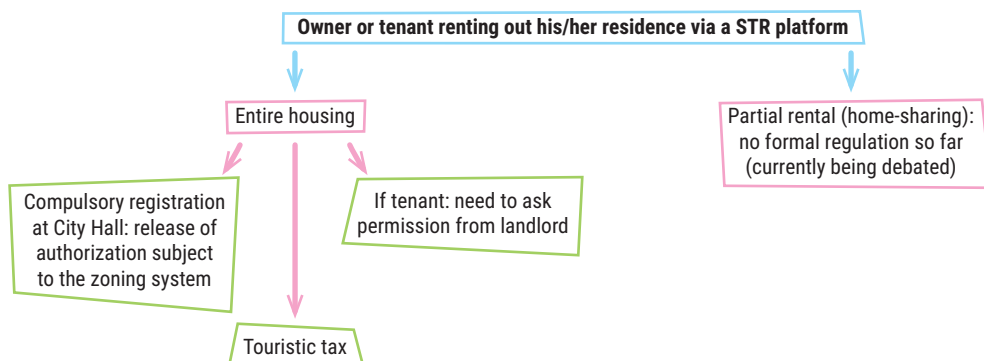 Owner or tenant renting out his/her residence via a STR platform
Entire housing
Partial rental (home-sharing):
no formal regulation so far
(currently being debated)
Compulsory registration
at City Hall: release of
authorization subject
to the zoning system
If tenant: need to ask
permission from landlord
Touristic tax